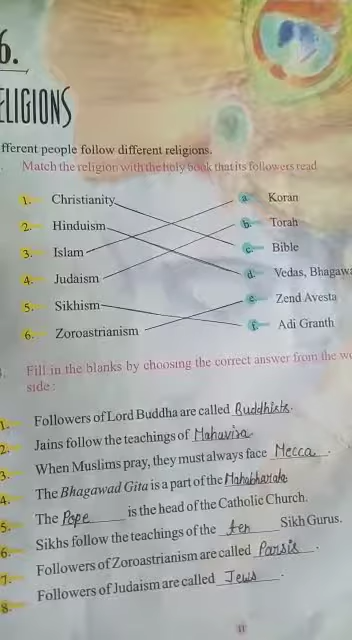 6.
ELIGIONS
fferent people follow different religions.
Match the religion with the holy book that its followers read
1. Christianity
a. Koran
2. Hinduism
b. Torah
3. Islam
c. Bible
4. Judaism
d. Vedas, Bhagawa
5. Sikhism
e. Zend Avesta
6. Zoroastrianism
f. Adi Granth
Fill in the blanks by choosing the correct answer from the wo
side :
1. Followers of Lord Buddha are called Buddhists.
2. Jains follow the teachings of Mahavira
3. When Muslims pray, they must always face Mecca.
4. The Bhagawad Gita is a part of the Mahabharata
5. The Pope is the head of the Catholic Church.
6. Sikhs follow the teachings of the ten Sikh Gurus.
7. Followers of Zoroastrianism are called Parsis.
8. Followers of Judaism are called Jews.
11